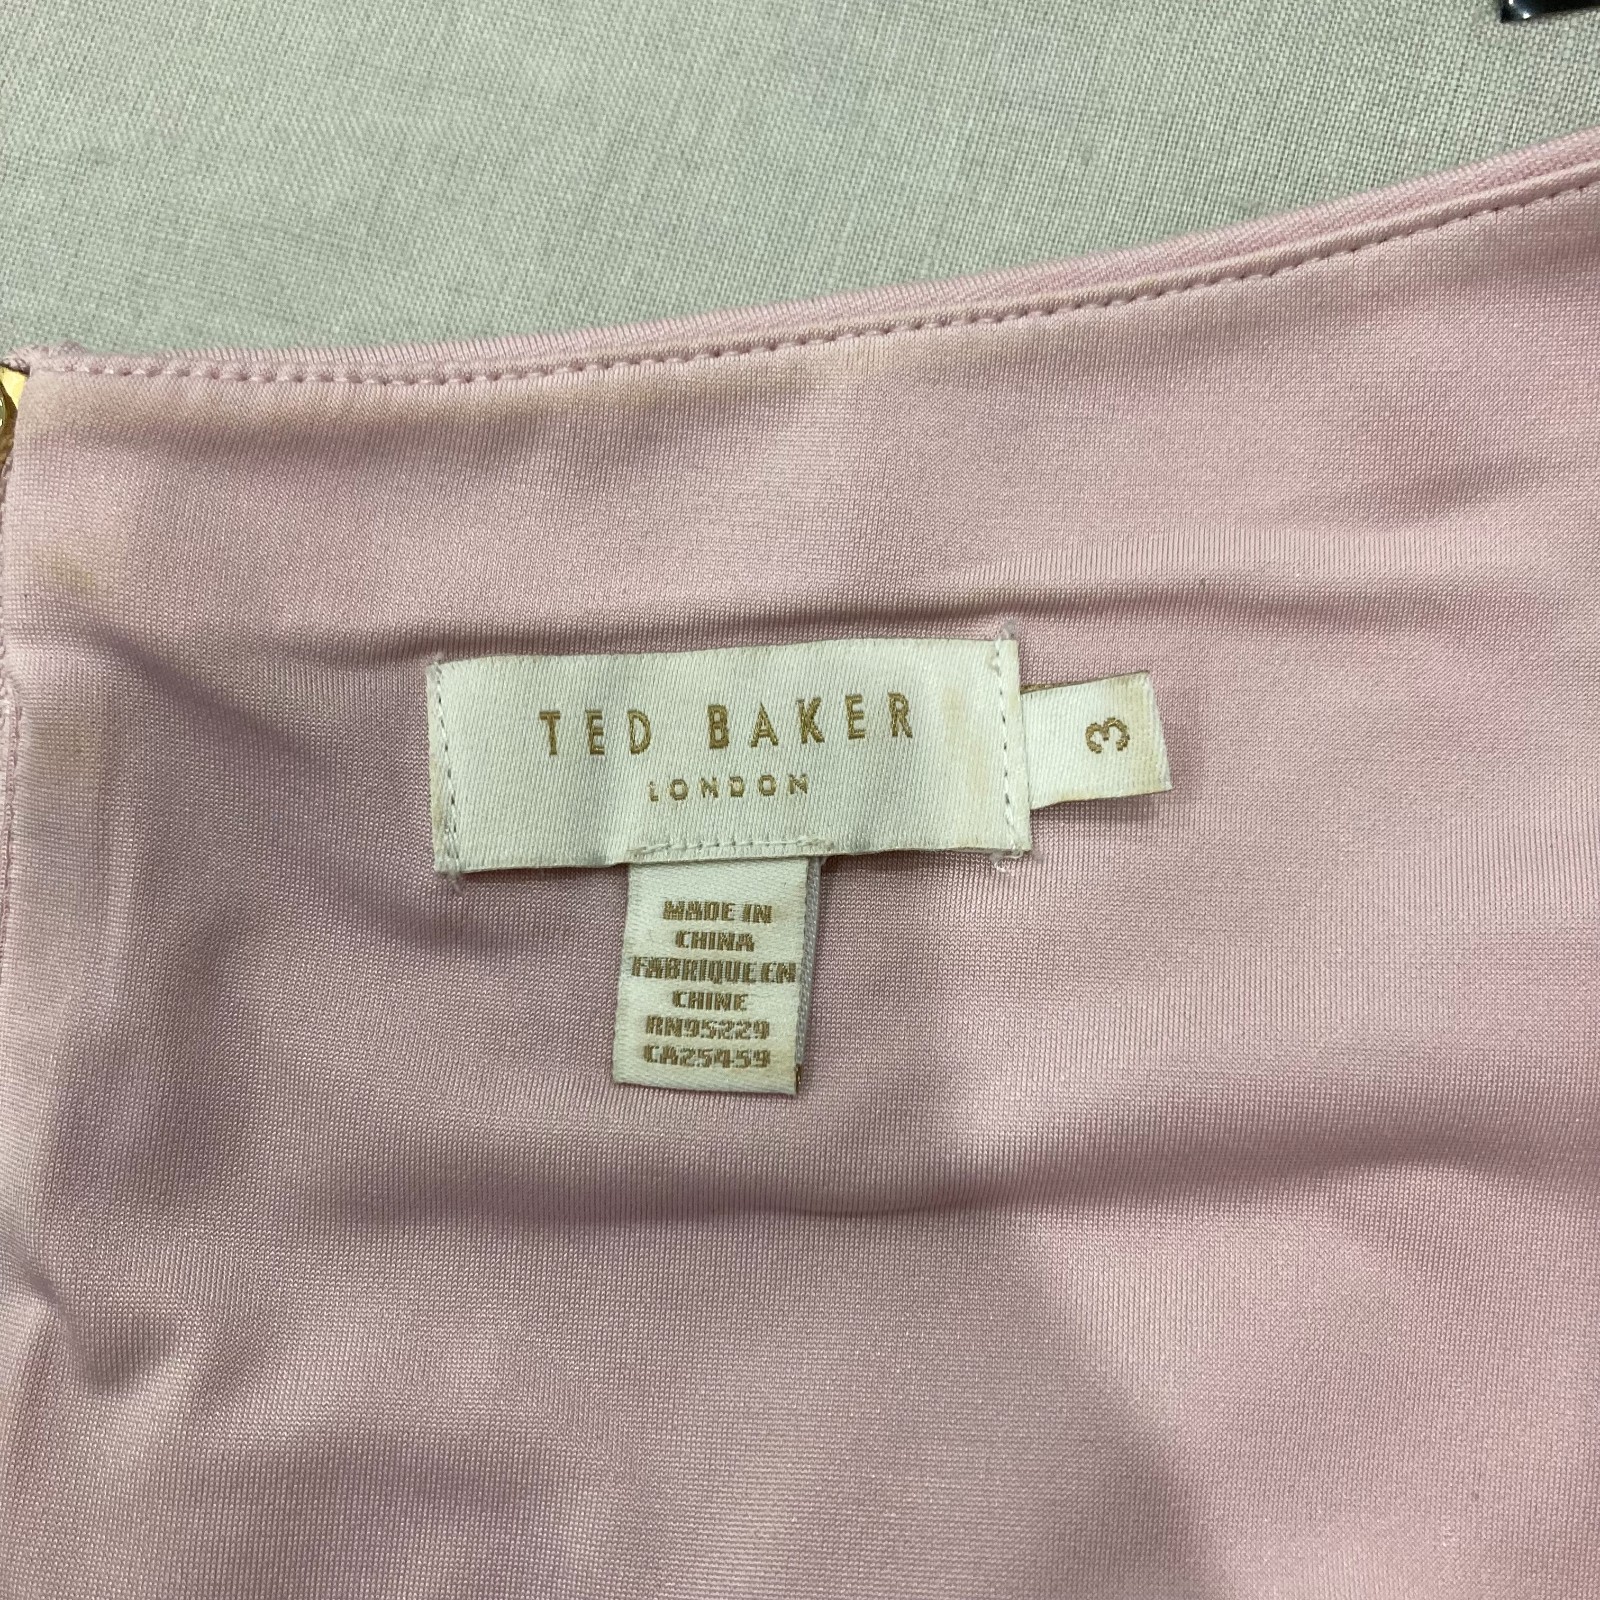 TED BAKER
LONDON
3
MADE IN
CHINA
FABRIQUE EN
CHINE
RN95229
CA25459